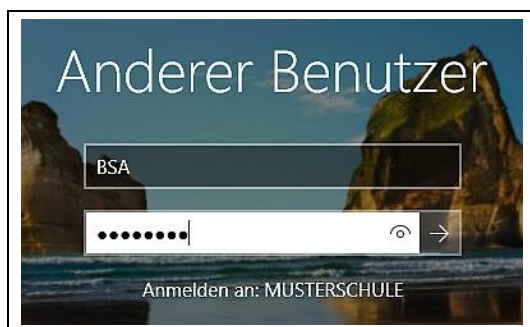 Anderer Benutzer
BSA
••••••••
Anmelden an: MUSTERSCHULE